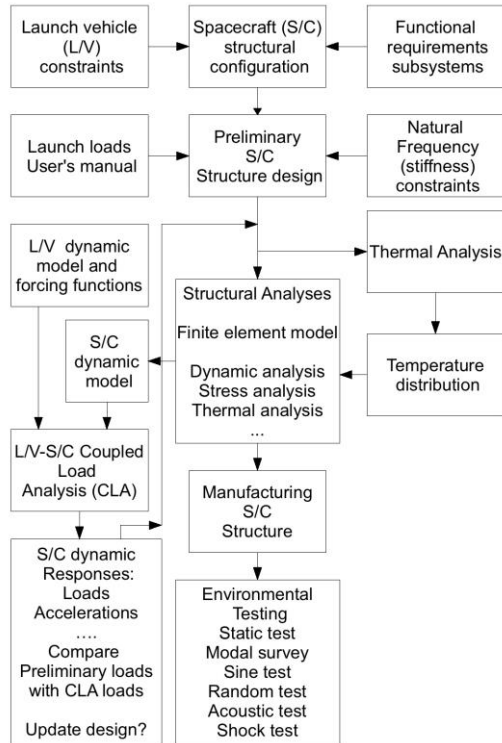 Launch vehicle
(L/V)
constraints
Spacecraft (S/C)
structural
configuration
Functional
requirements
subsystems
Launch loads
User's manual
Preliminary
S/C
Structure design
Natural
Frequency
(stiffness)
constraints
L/V dynamic
model and
forcing functions
Structural Analyses
Finite element model
Dynamic analysis
Stress analysis
Thermal analysis
...
Thermal Analysis
S/C
dynamic
model
Temperature
distribution
L/V-S/C Coupled
Load
Analysis (CLA)
Manufacturing
S/C
Structure
S/C dynamic
Responses:
Loads
Accelerations
....
Compare
Preliminary loads
with CLA loads
Update design?
Environmental
Testing
Static test
Modal survey
Sine test
Random test
Acoustic test
Shock test